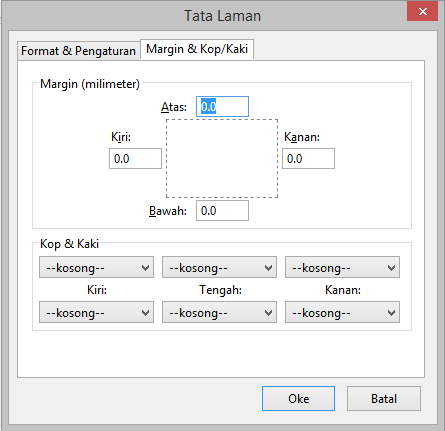 Tata Laman
Format & Pengaturan Margin & Kop/Kaki
Margin (milimeter)
Atas: 0.0
Kiri: Kanan:
0.0 0.0
Bawah: 0.0
Kop & Kaki
--kosong-- --kosong-- --kosong--
Kiri: Tengah: Kanan:
--kosong-- --kosong-- --kosong--
Oke Batal